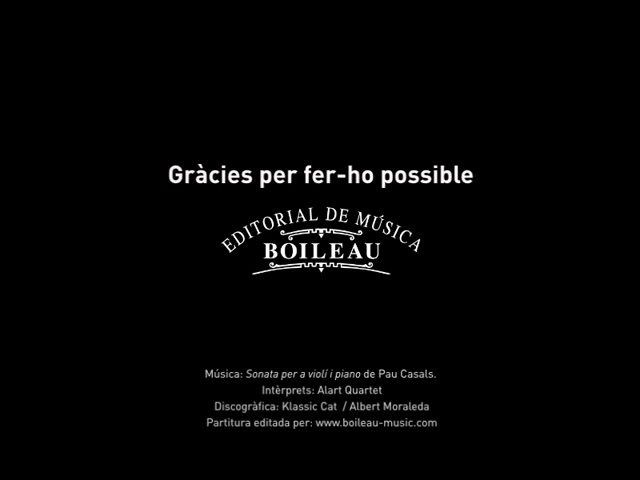 Gràcies per fer-ho possible
EDITORIAL DE MÚSICA
BOILEAU
Música: Sonata per a violí i piano de Pau Casals.
Intèrprets: Alart Quartet
Discogràfica: Klassic Cat / Albert Moraleda
Partitura editada per: www.boileau-music.com